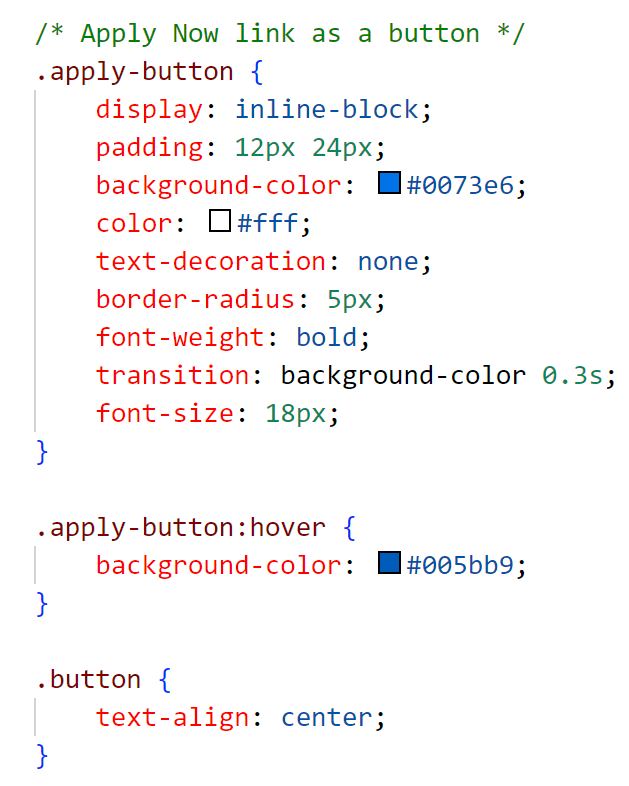 /* Apply Now link as a button */
.apply-button {
    display: inline-block;
    padding: 12px 24px;
    background-color: #0073e6;
    color: #fff;
    text-decoration: none;
    border-radius: 5px;
    font-weight: bold;
    transition: background-color 0.3s;
    font-size: 18px;
}

.apply-button:hover {
    background-color: #005bb9;
}

.button {
    text-align: center;
}